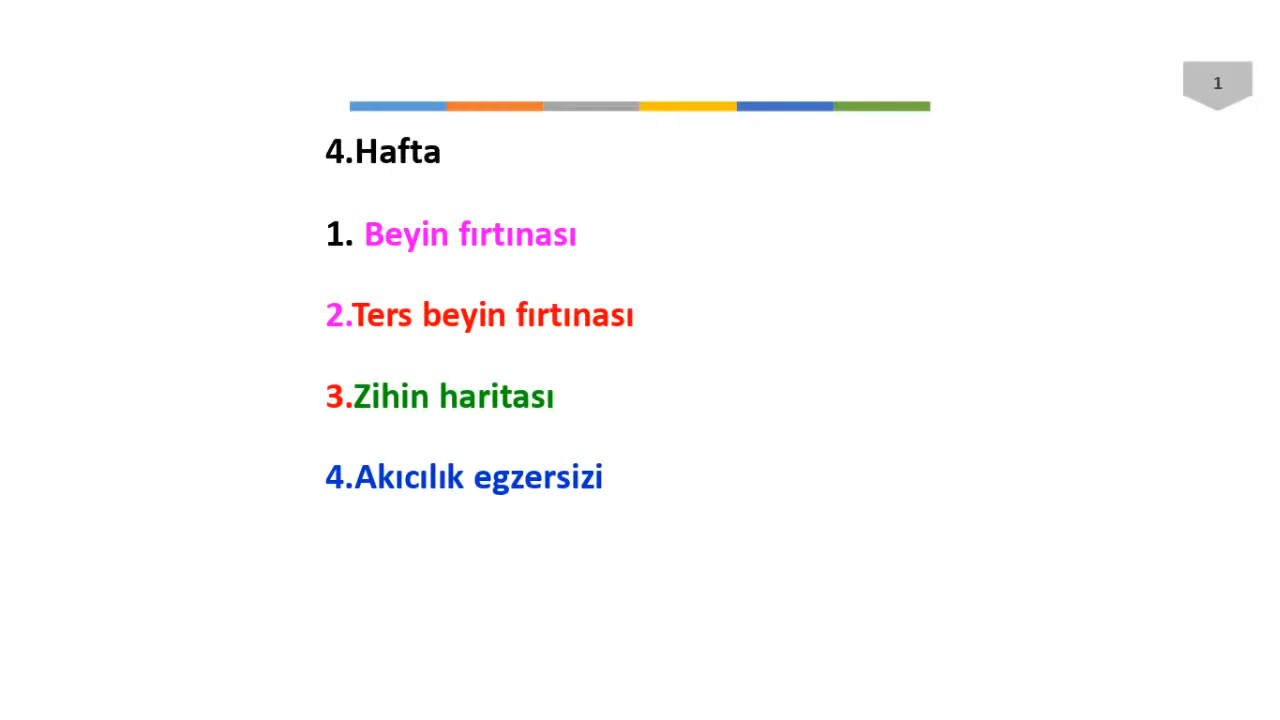 1
4.Hafta
1. Beyin fırtınası
2.Ters beyin fırtınası
3.Zihin haritası
4.Akıcılık egzersizi